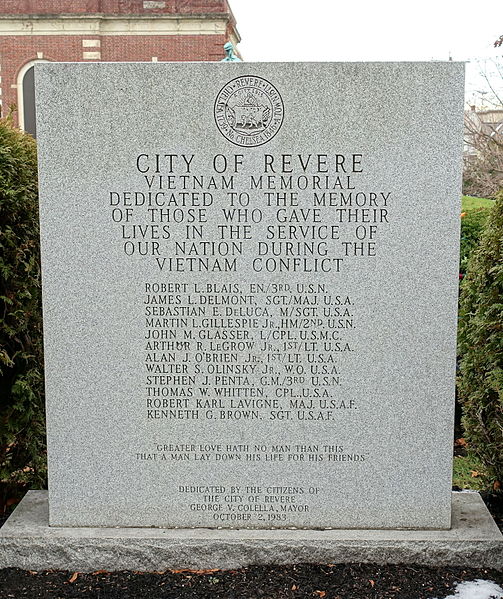 CITY OF REVERE
VIETNAM MEMORIAL
DEDICATED TO THE MEMORY
OF THOSE WHO GAVE THEIR
LIVES IN THE SERVICE OF
OUR NATION DURING THE
VIETNAM CONFLICT
ROBERT L. BLAIS, EN/3RD, U.S.N.
JAMES L. DELMONT, SGT/MAJ. U.S.A.
SEBASTIAN E. DELUCA, M/SGT. U.S.A.
MARTIN L. GILLESPIE JR., HM/2ND. U.S.N.
JOHN M. GLASSER, L/CPL. U.S.M.C.
ARTHUR R. LEGROW JR., 1ST/LT. U.S.A.
ALAN J. O'BRIEN JR., 1ST/LT. U.S.A.
WALTER S. OLINSKY JR., W.O. U.S.A.
STEPHEN J. PENTA, G.M./3RD U.S.N.
THOMAS W. WHITTEN, CPL., U.S.A.
ROBERT KARL LAVIGNE, MAJ. U.S.A.F.
KENNETH G. BROWN, SGT. U.S.A.F.
"GREATER LOVE HATH NO MAN THAN THIS
THAT A MAN LAY DOWN HIS LIFE FOR HIS FRIENDS"
DEDICATED BY THE CITIZENS OF
THE CITY OF REVERE
GEORGE V. COLELLA, MAYOR
OCTOBER 2, 1983